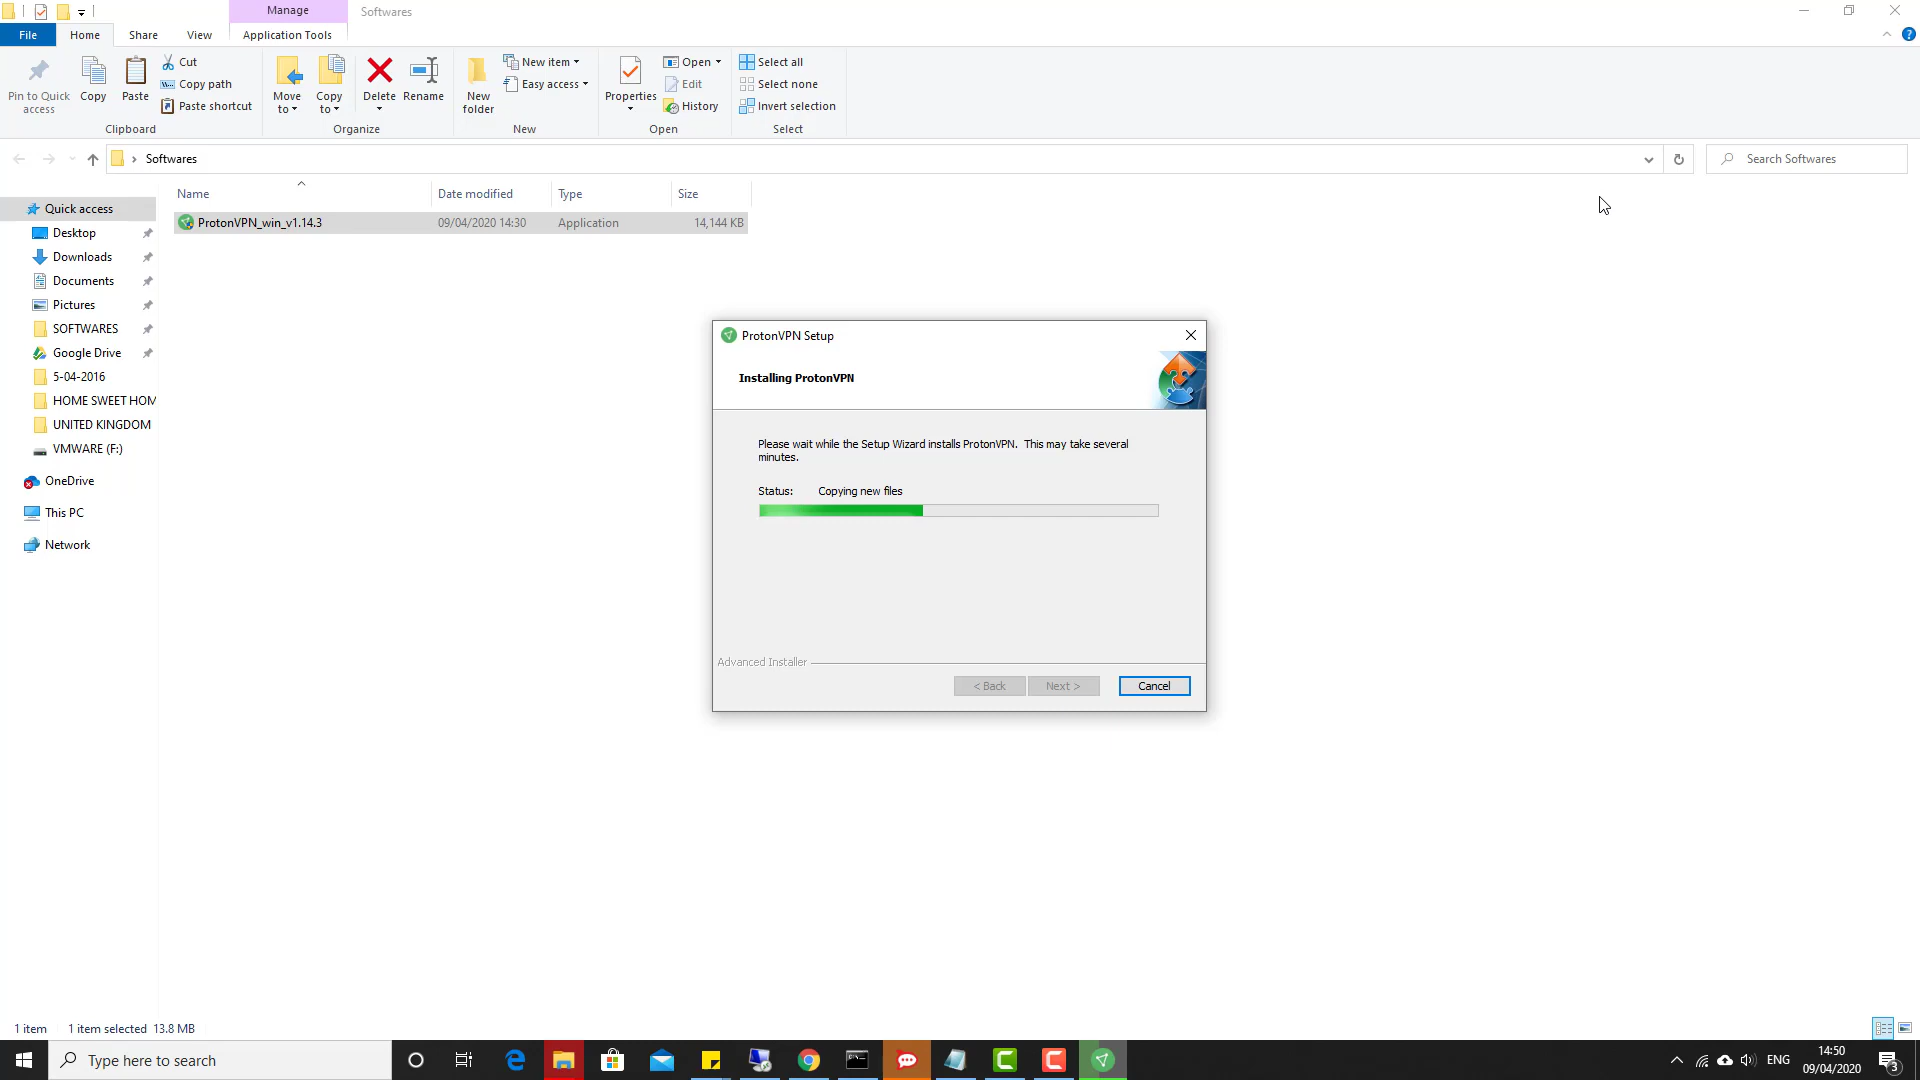 Manage
Softwares
File
Home
Share
View
Application Tools
Pin to Quick
access
Copy
Paste
Cut
Copy path
Paste shortcut
Clipboard
Move
to
Copy
to
Delete
Rename
Organize
New
folder
New item
Easy access
New
Properties
Open
Edit
History
Open
Select all
Select none
Invert selection
Select
Softwares
Search Softwares
Name
Date modified
Type
Size
ProtonVPN_win_v1.14.3
09/04/2020 14:30
Application
14,144 KB
Quick access
Desktop
Downloads
Documents
Pictures
SOFTWARES
Google Drive
5-04-2016
HOME SWEET HOM
UNITED KINGDOM
VMWARE (F:)
OneDrive
This PC
Network
ProtonVPN Setup
Installing ProtonVPN
Please wait while the Setup Wizard installs ProtonVPN. This may take several
minutes.
Status: Copying new files
Advanced Installer
< Back
Next >
Cancel
1 item
1 item selected 13.8 MB
Type here to search
ENG
14:50
09/04/2020
3